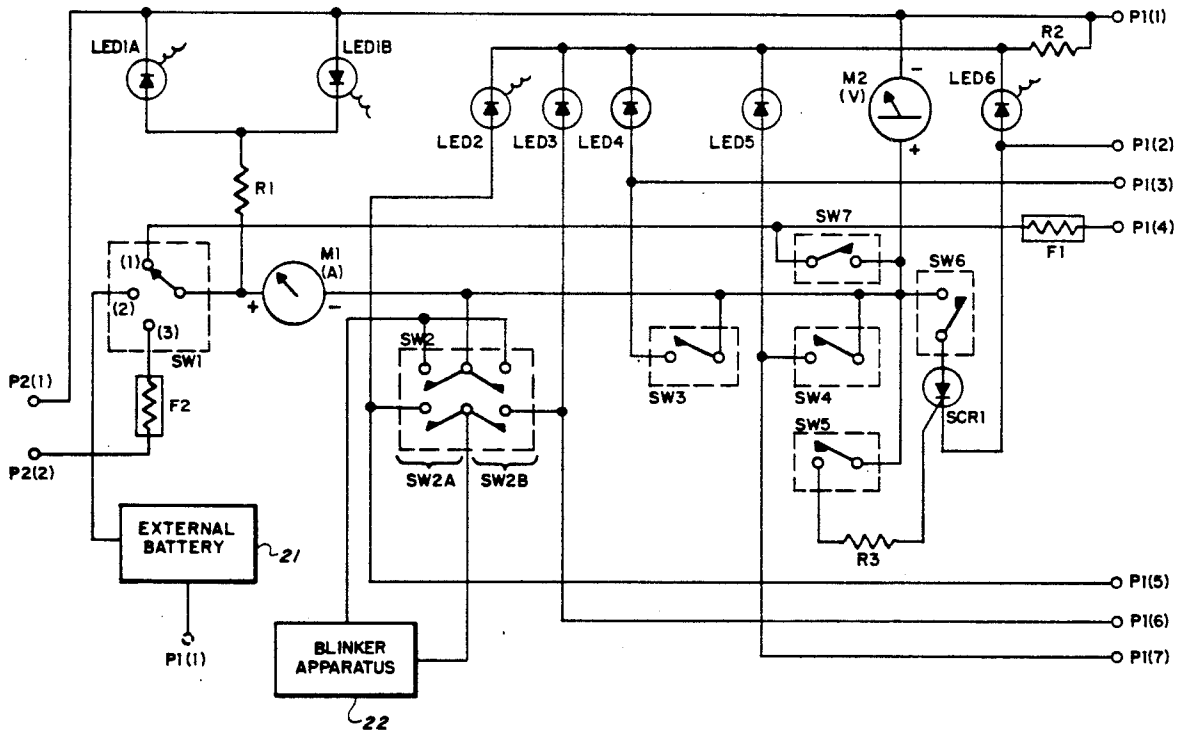 P1(1)
R2
LED1A
LED1B
M2
(V)
LED6
LED2
LED3
LED4
LED5
P1(2)
P1(3)
R1
P1(4)
SW7
F1
M1
(A)
SW6
(1)
(2)
(3)
SW1
SW2
SW3
SW4
SCR1
P2(1)
F2
SW5
P2(2)
SW2A
SW2B
EXTERNAL
BATTERY
21
R3
P1(5)
P1(6)
P1(1)
BLINKER
APPARATUS
P1(7)
22